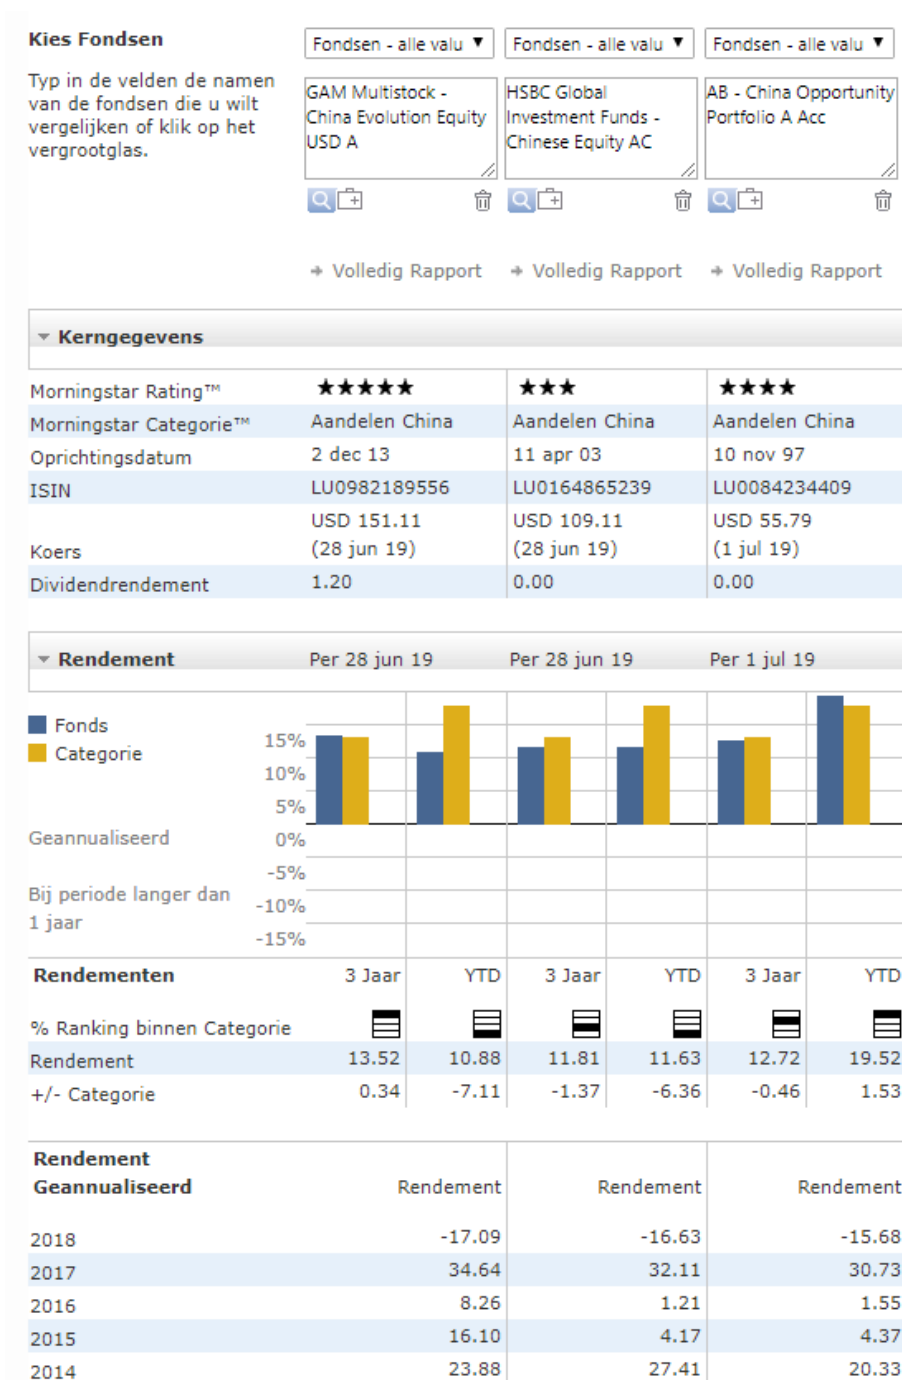 Kies Fondsen
Typ in de velden de namen
van de fondsen die u wilt
vergelijken of klik op het
vergrootglas.
Fondsen - alle valu ▼ Fondsen - alle valu ▼ Fondsen - alle valu ▼
GAM Multistock -
China Evolution Equity
USD A
HSBC Global
Investment Funds -
Chinese Equity AC
AB - China Opportunity
Portfolio A Acc
Volledig Rapport Volledig Rapport Volledig Rapport
Kerngegevens
Morningstar Rating™ ★★★★★ ★★★ ★★★★
Morningstar Categorie™ Aandelen China Aandelen China Aandelen China
Oprichtingsdatum 2 dec 13 11 apr 03 10 nov 97
ISIN LU0982189556 LU0164865239 LU0084234409
USD 151.11 USD 109.11 USD 55.79
Koers (28 jun 19) (28 jun 19) (1 jul 19)
Dividendrendement 1.20 0.00 0.00
Rendement Per 28 jun 19 Per 28 jun 19 Per 1 jul 19
Fonds
Categorie
Geannualiseerd
Bij periode langer dan
1 jaar
15%
10%
5%
0%
-5%
-10%
-15%
Rendementen 3 Jaar YTD 3 Jaar YTD 3 Jaar YTD
% Ranking binnen Categorie
Rendement 13.52 10.88 11.81 11.63 12.72 19.52
+/- Categorie 0.34 -7.11 -1.37 -6.36 -0.46 1.53
Rendement
Geannualiseerd Rendement Rendement Rendement
2018 -17.09 -16.63 -15.68
2017 34.64 32.11 30.73
2016 8.26 1.21 1.55
2015 16.10 4.17 4.37
2014 23.88 27.41 20.33